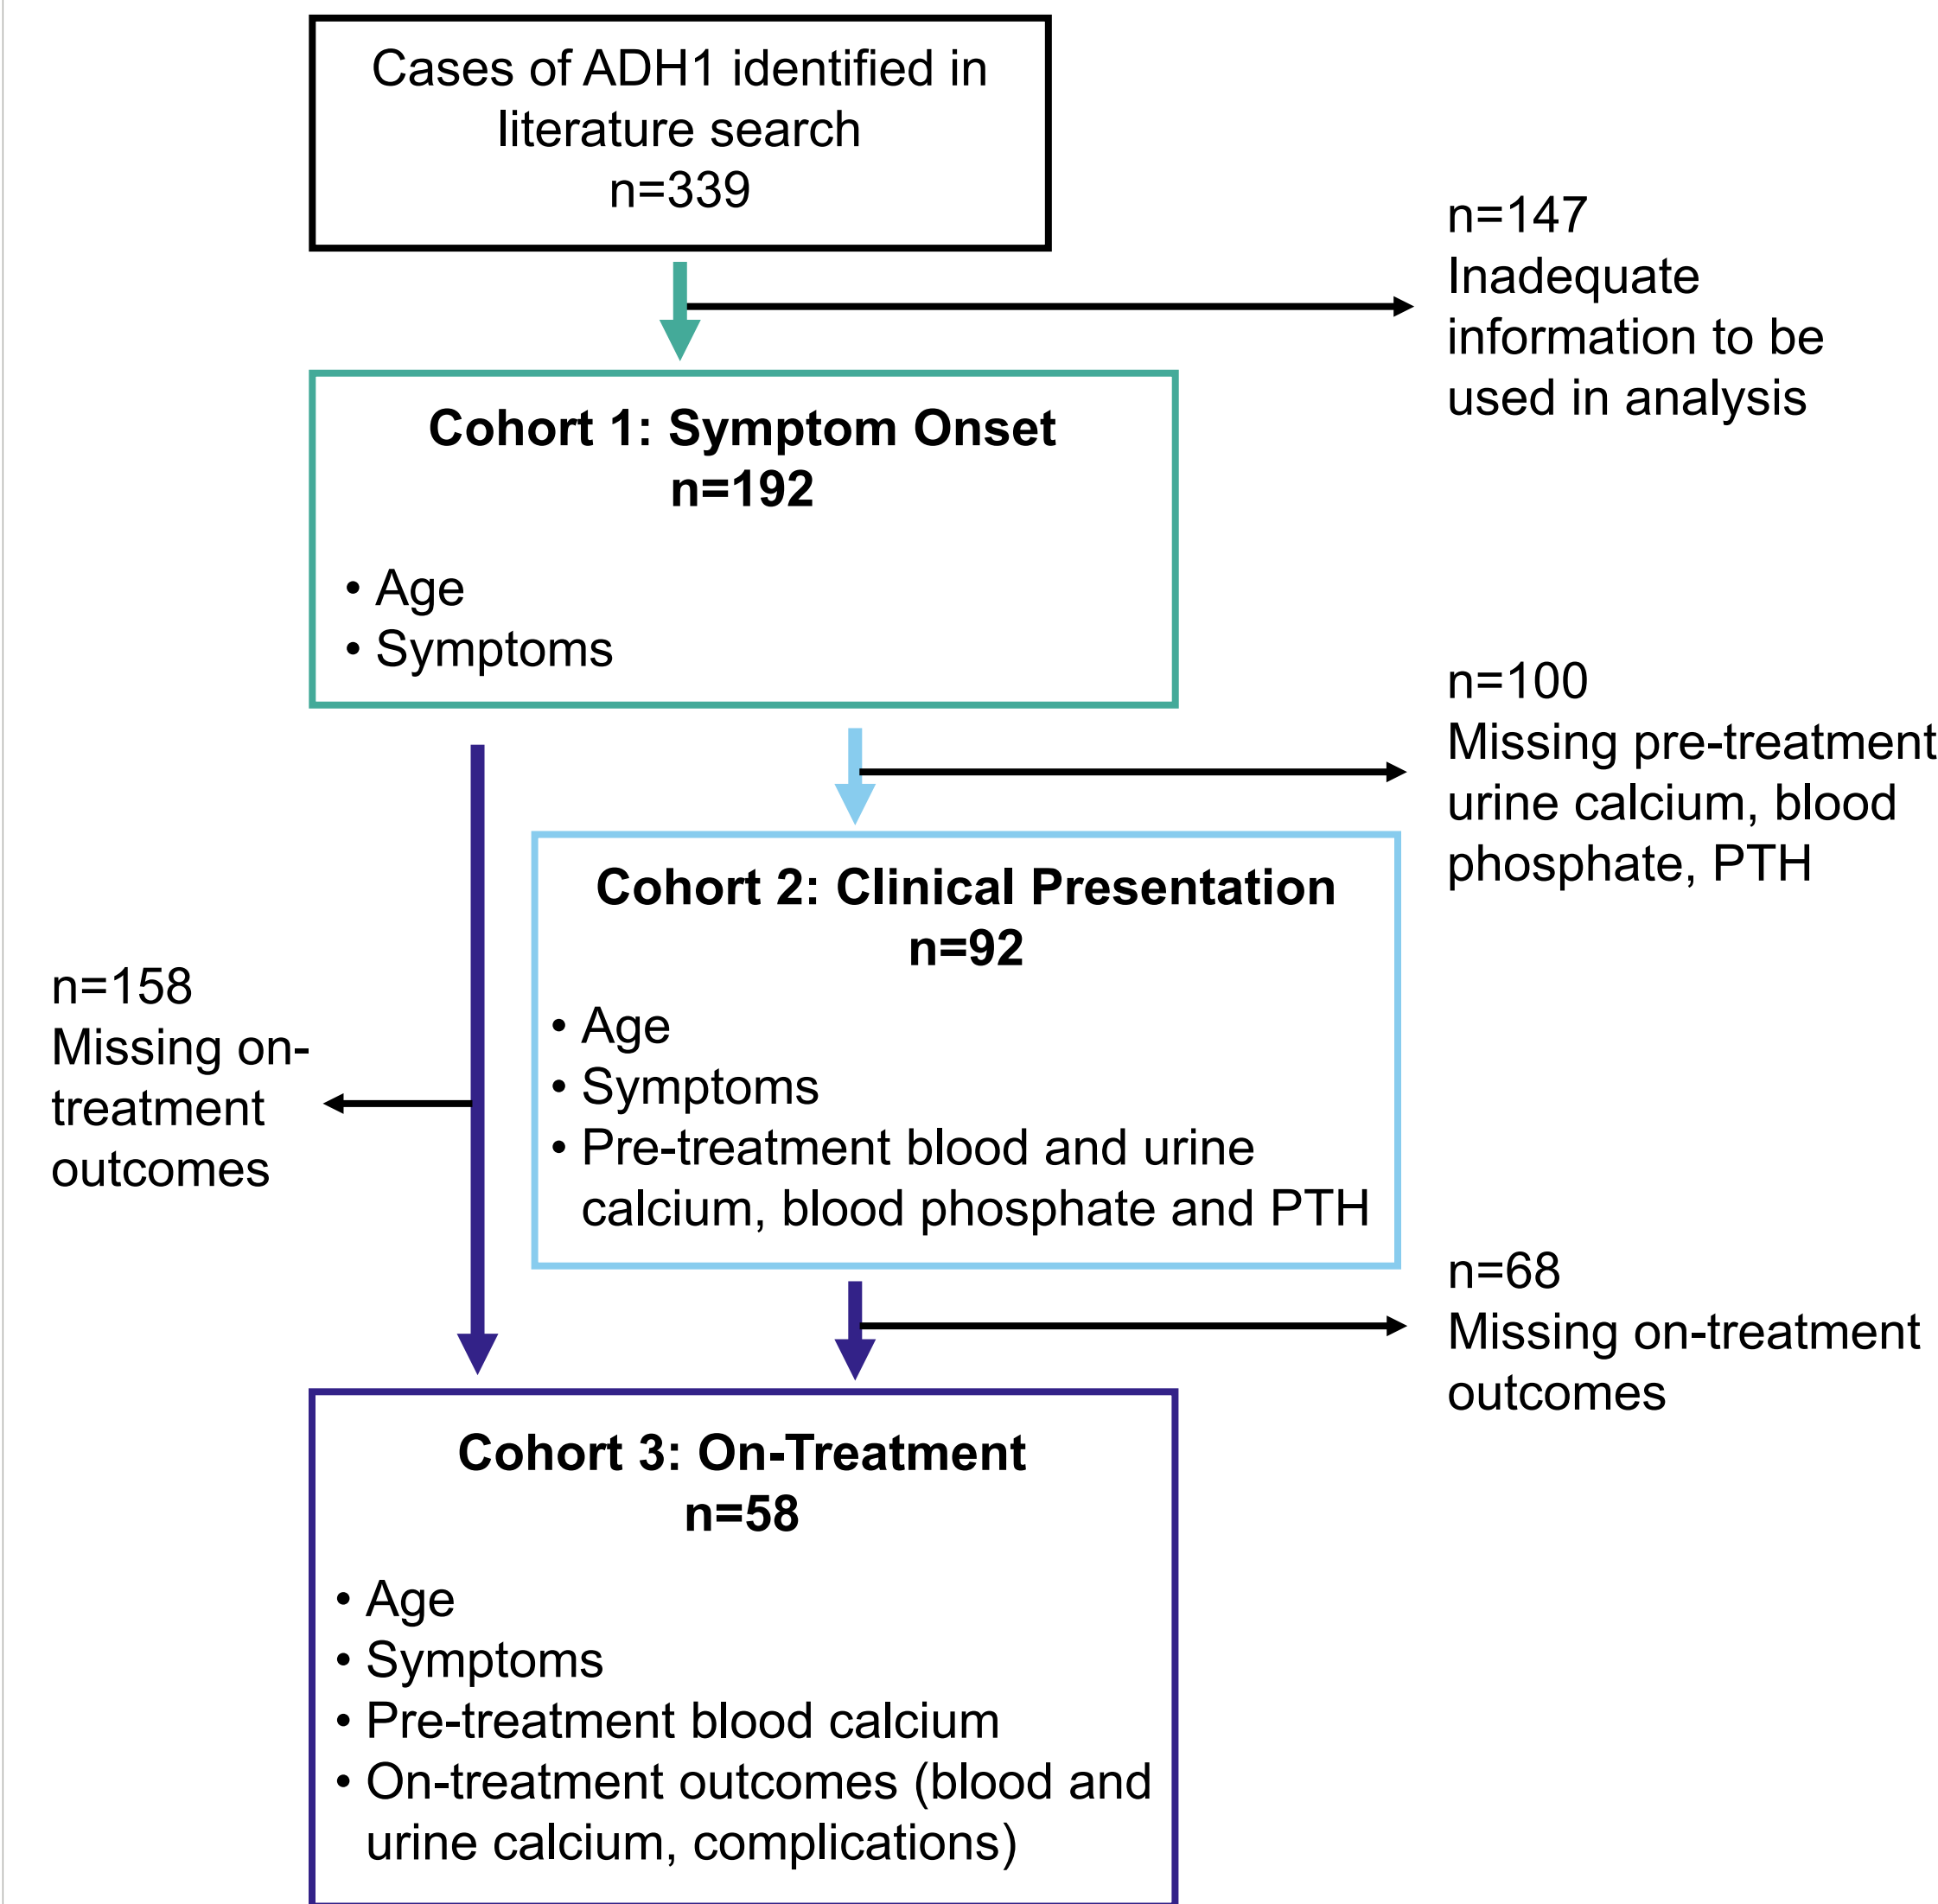 Cases of ADH1 identified in
literature search
n=339
n=147
Inadequate
information to be
used in analysis
Cohort 1: Symptom Onset
n=192
• Age
• Symptoms
n=100
Missing pre-treatment
urine calcium, blood
phosphate, PTH
Cohort 2: Clinical Presentation
n=92
• Age
• Symptoms
• Pre-treatment blood and urine
calcium, blood phosphate and PTH
n=158
Missing on-
treatment
outcomes
n=68
Missing on-treatment
outcomes
Cohort 3: On-Treatment
n=58
• Age
• Symptoms
• Pre-treatment blood calcium
• On-treatment outcomes (blood and
urine calcium, complications)